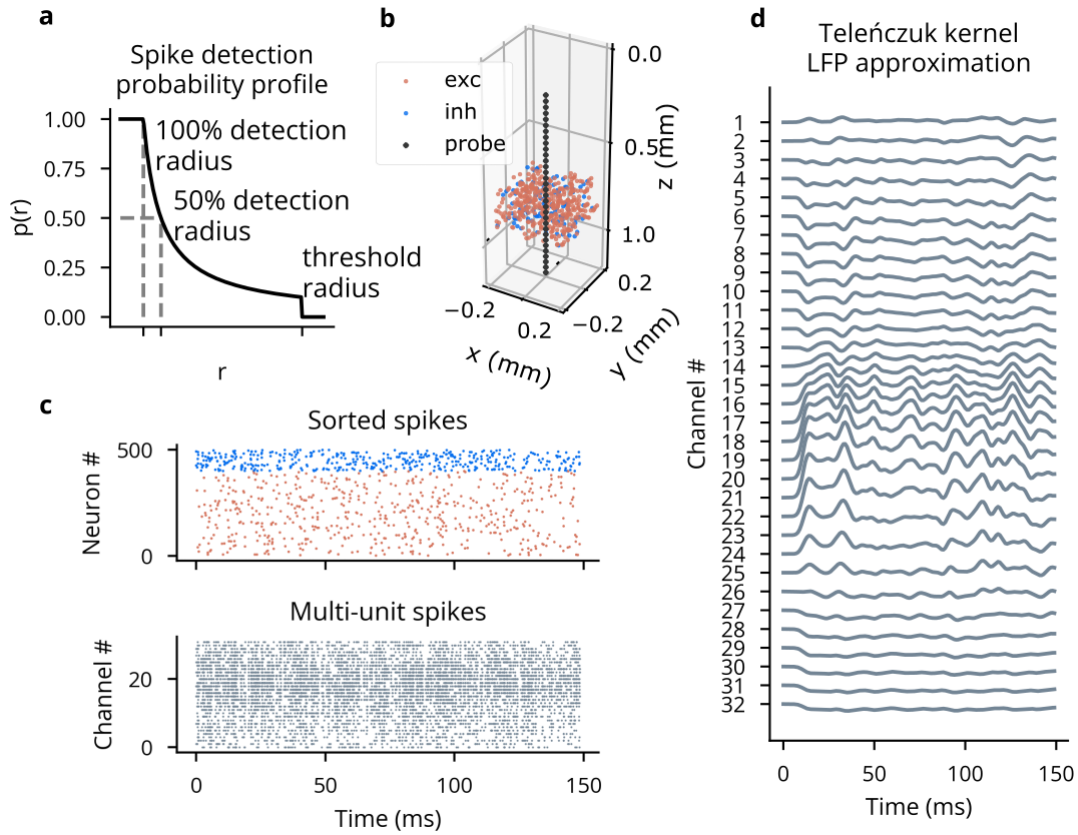 a
Spike detection
probability profile
1.00
0.75
0.50
0.25
0.00
p(r)
100% detection
radius
50% detection
radius
threshold
radius
r
b
exc
inh
probe
0.0
0.5
1.0
z (mm)
−0.2
0.2
x (mm)
−0.2
0.2
y (mm)
c
Sorted spikes
500
0
Neuron #
Multi-unit spikes
20
0
Channel #
0
50
100
150
Time (ms)
d
Teleńczuk kernel
LFP approximation
1
2
3
4
5
6
7
8
9
10
11
12
13
14
15
16
17
18
19
20
21
22
23
24
25
26
27
28
29
30
31
32
Channel #
0
50
100
150
Time (ms)